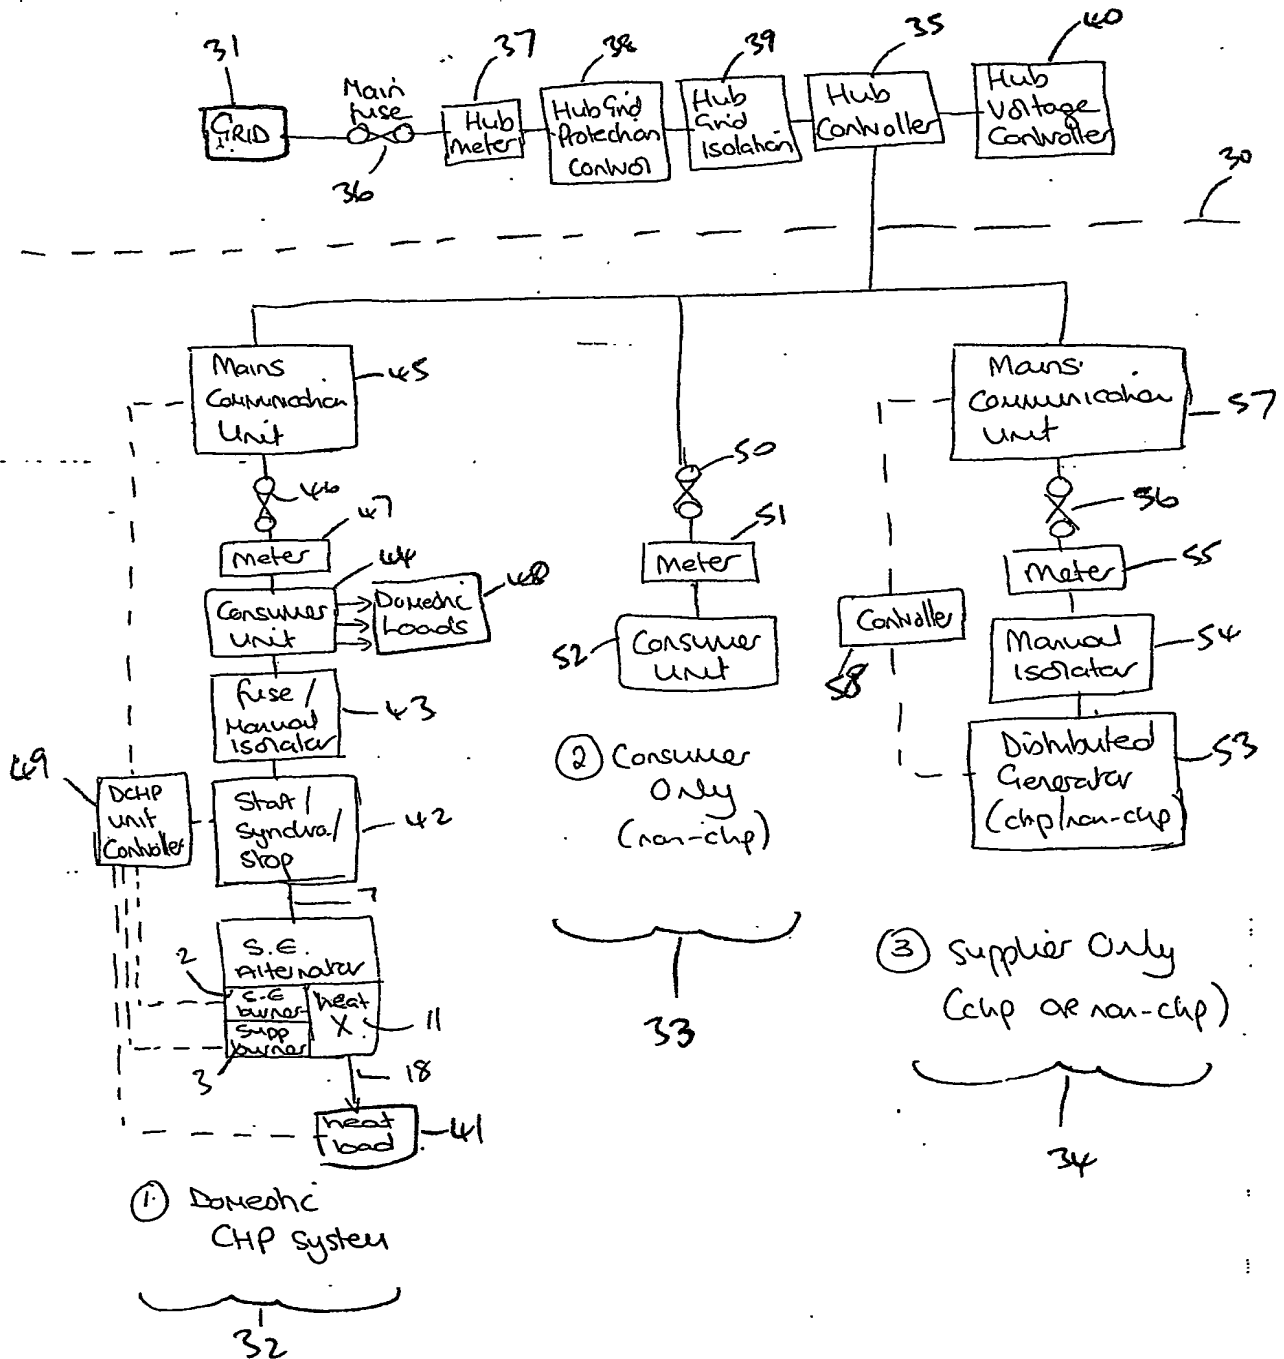 31
37
38
39
35
40
Main
fuse
GRID
Hub
meter
Hub Grid
Protection
Control
Hub
Grid
isolation
Hub
Controller
Hub
Voltage
Controller
36
30
Mains
Communication
Unit
45
Mains
Communication
Unit
57
46
50
56
47
51
meter
44
Meter
Meter
55
Consumer
unit
Domestic
Loads
48
52
Consumer
unit
Controller
58
Manual
isolator
54
fuse/
Manual
isolator
43
49
DCHP
unit
Controller
Start/
Synchro./
Stop
42
2 Consumer
Only
(non-chp)
Distributed
Generator
(chp/non-chp)
53
7
S.E.
Alternator
2
S.E
burner
heat
X
11
supp
burner
3
18
33
3 Supplier Only
(chp OR non-chp)
34
heat
load
41
1. Domestic
CHP system
32